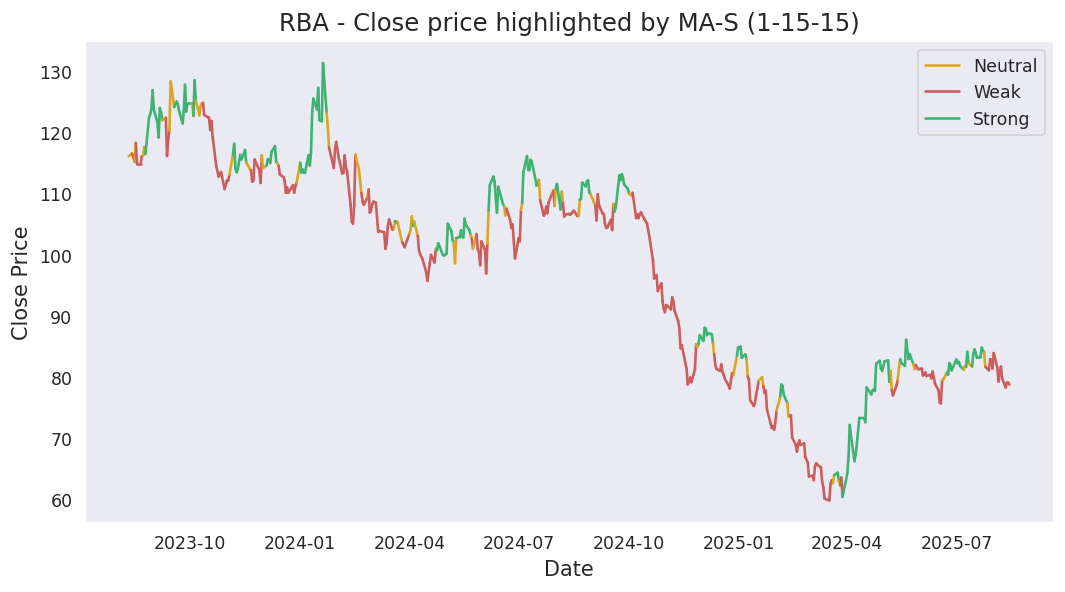 RBA - Close price highlighted by MA-S (1-15-15)
Neutral
Weak
Strong
Close Price
130
120
110
100
90
80
70
60
2023-10
2024-01
2024-04
2024-07
2024-10
2025-01
2025-04
2025-07
Date